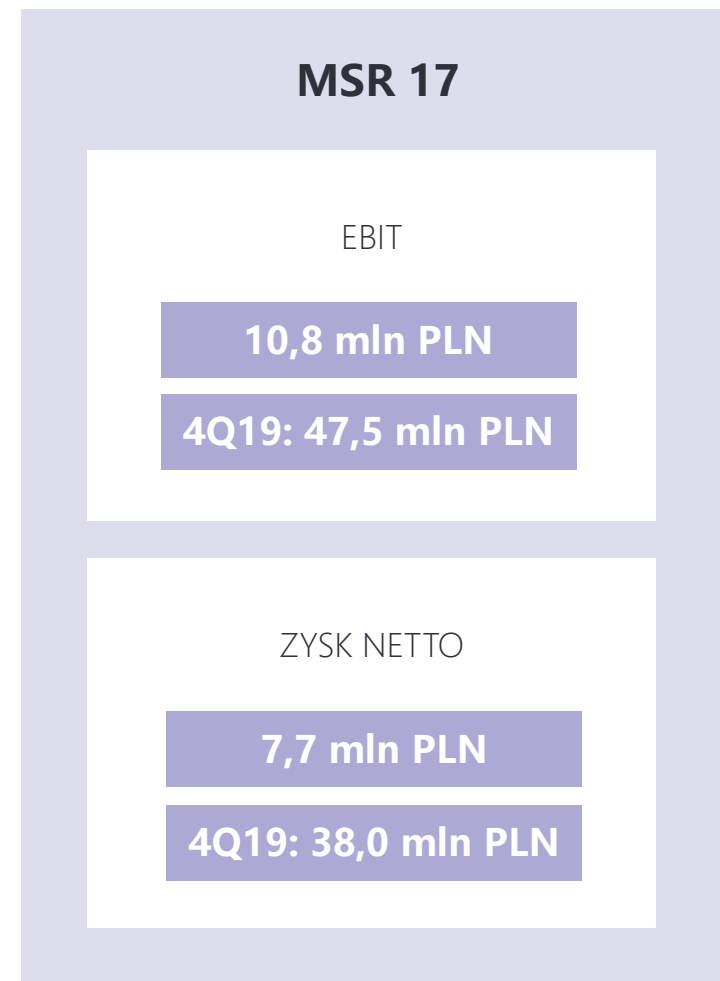 MSR 17
EBIT
10,8 mln PLN
4Q19: 47,5 mln PLN
ZYSK NETTO
7,7 mln PLN
4Q19: 38,0 mln PLN